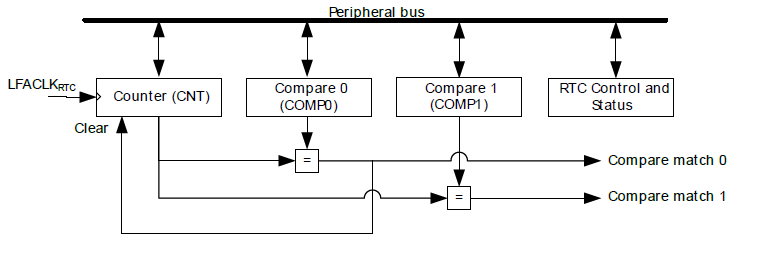 Peripheral bus
LFACLKRTC
Counter (CNT)
Compare 0
(COMP0)
Compare 1
(COMP1)
RTC Control and
Status
Clear
=
Compare match 0
=
Compare match 1